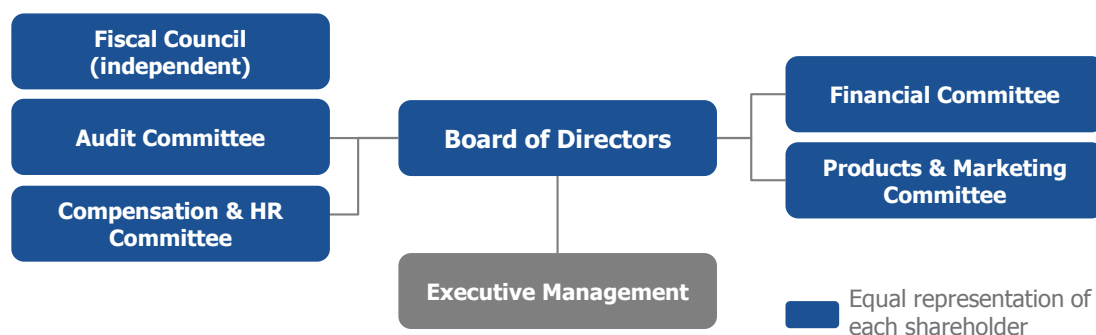 Fiscal Council
(independent)
Audit Committee
Compensation & HR
Committee
Board of Directors
Executive Management
Financial Committee
Products & Marketing
Committee
Equal representation of
each shareholder